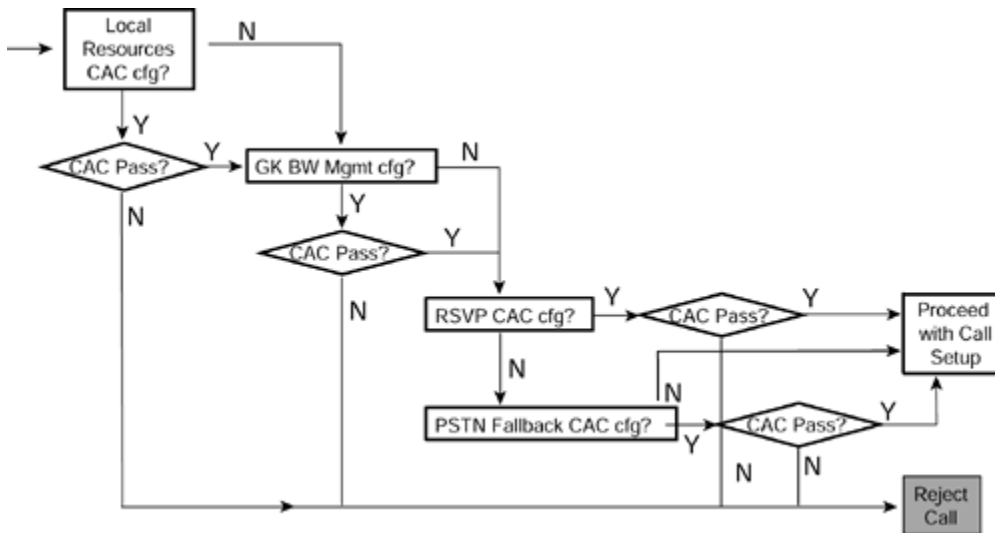 Local
Resources
CAC cfg?
N
Y
CAC Pass?
Y
GK BW Mgmt cfg?
N
N
Y
CAC Pass?
Y
N
RSVP CAC cfg?
Y
CAC Pass?
Y
Proceed
with Call
Setup
N
N
PSTN Fallback CAC cfg?
Y
CAC Pass?
Y
N
N
Reject
Call